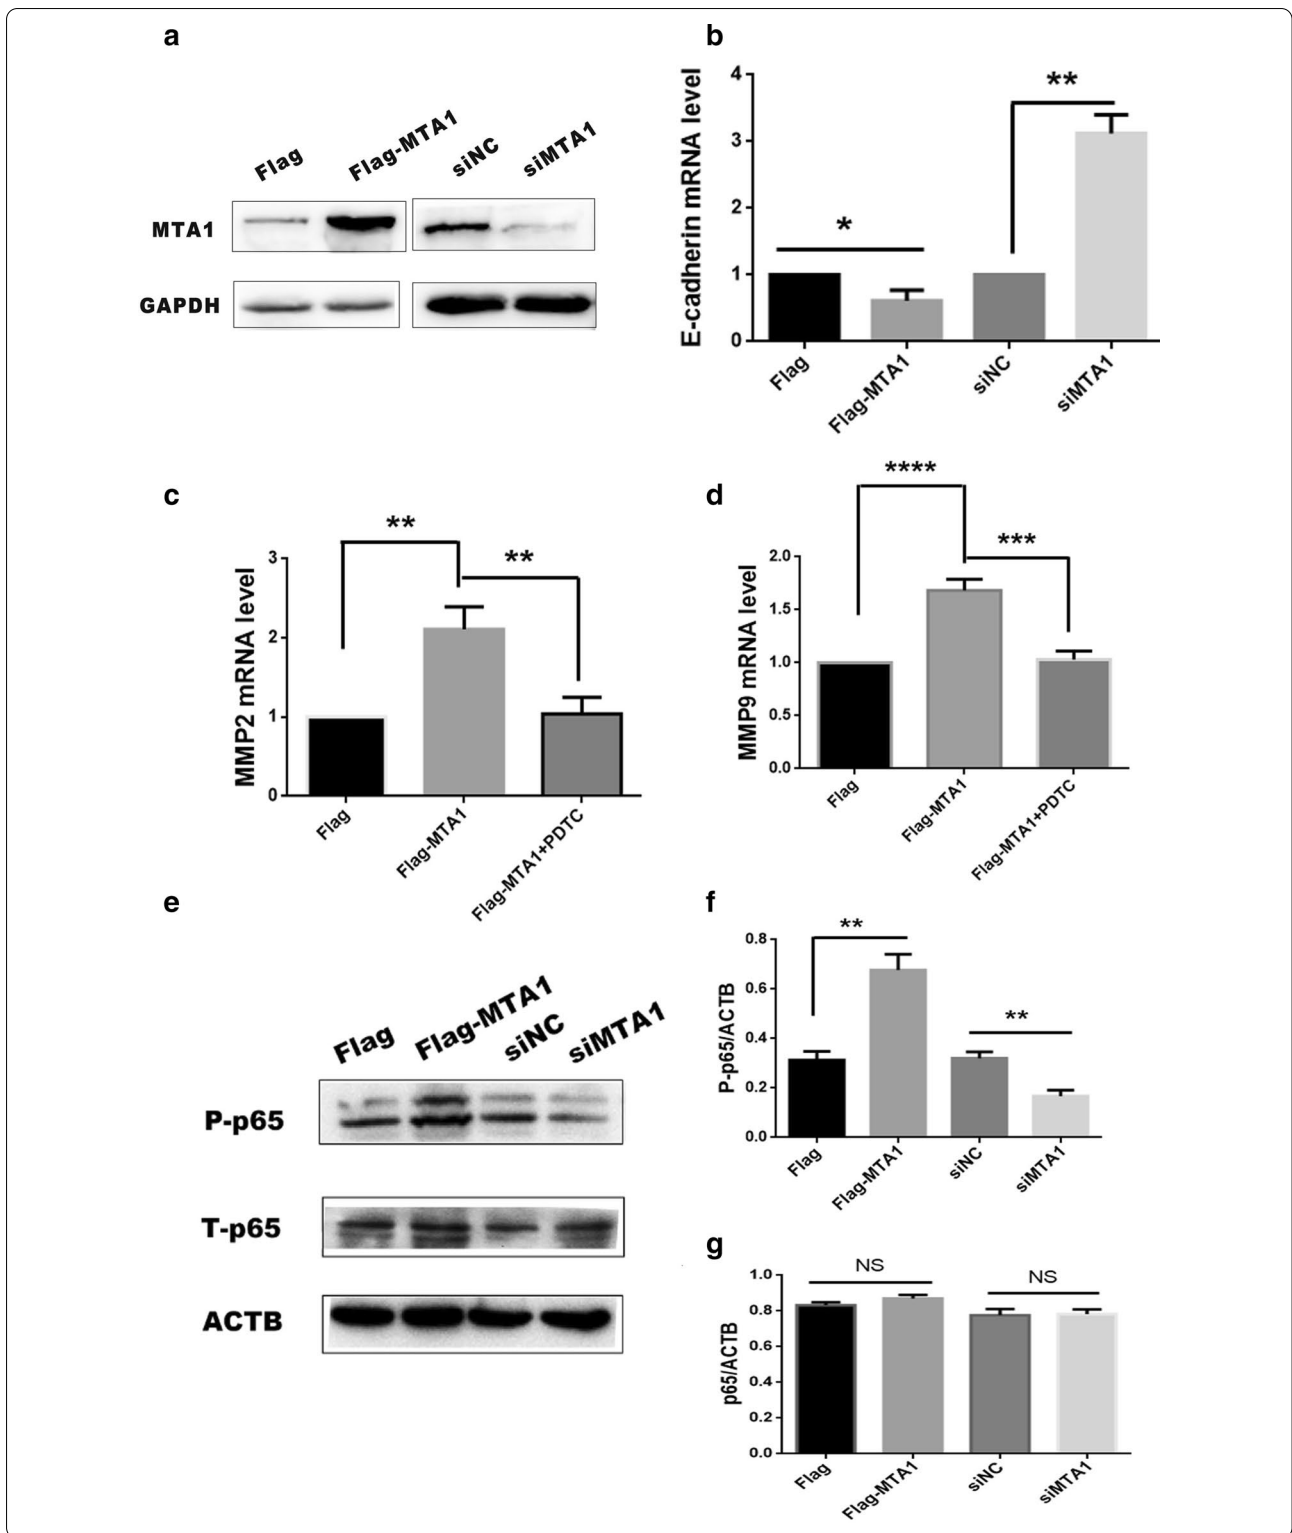 a
Flag
Flag-MTA1
siNC
siMTA1
MTA1
GAPDH
b
E-cadherin mRNA level
4
3
2
1
0
*
**
Flag
Flag-MTA1
siNC
siMTA1
c
MMP2 mRNA level
3
2
1
0
**
**
Flag
Flag-MTA1
Flag-MTA1+PDTC
d
MMP9 mRNA level
2.0
1.5
1.0
0.5
0.0
****
***
Flag
Flag-MTA1
Flag-MTA1+PDTC
e
Flag
Flag-MTA1
siNC
siMTA1
P-p65
T-p65
ACTB
f
P-p65/ACTB
0.8
0.6
0.4
0.2
0.0
**
**
Flag
Flag-MTA1
siNC
siMTA1
g
p65/ACTB
1.0
0.8
0.6
0.4
0.2
0.0
NS
NS
Flag
Flag-MTA1
siNC
siMTA1